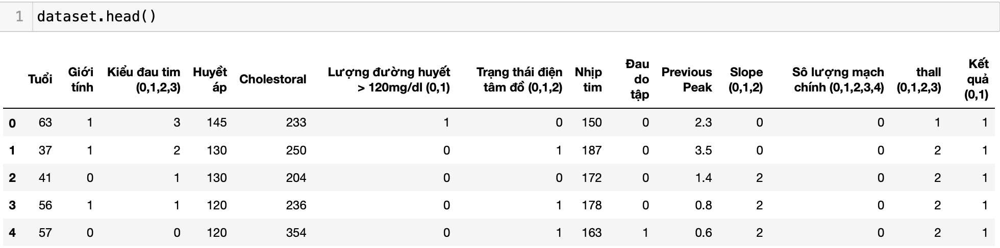 1 dataset.head()
Tuổi Giới tính Kiểu đau tim (0,1,2,3) Huyết áp Cholestoral Lượng đường huyết > 120mg/dl (0,1) Trạng thái điện tâm đồ (0,1,2) Nhịp tim Đau do tập Previous Peak Slope (0,1,2) Sô lượng mạch chính (0,1,2,3,4) thall (0,1,2,3) Kết quả (0,1)
0 63 1 3 145 233 1 0 150 0 2.3 0 0 1 1
1 37 1 2 130 250 0 1 187 0 3.5 0 0 2 1
2 41 0 1 130 204 0 0 172 0 1.4 2 0 2 1
3 56 1 1 120 236 0 1 178 0 0.8 2 0 2 1
4 57 0 0 120 354 0 1 163 1 0.6 2 0 2 1